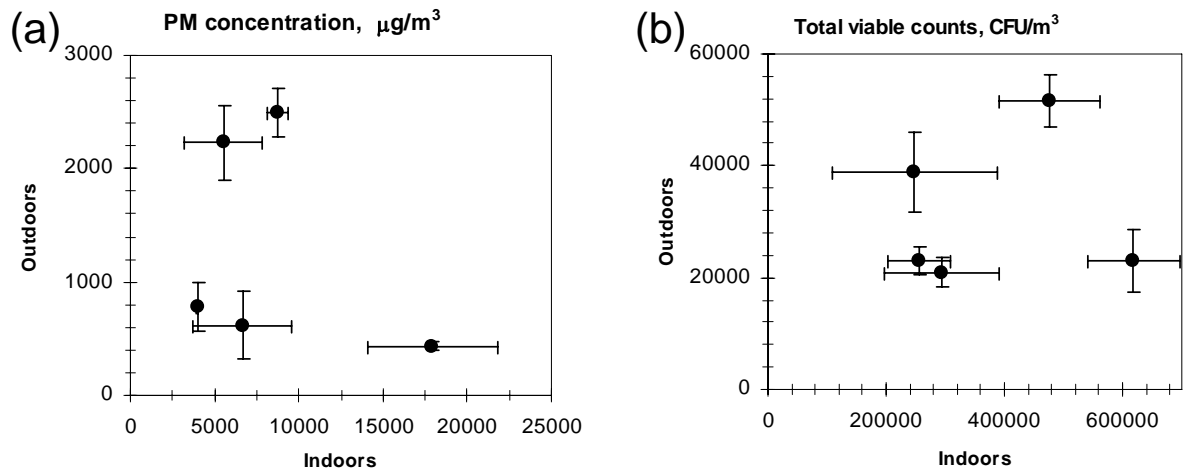 (a)
PM concentration, μg/m³
3000
2000
1000
0
Outdoors
0 5000 10000 15000 20000 25000
Indoors
(b)
Total viable counts, CFU/m³
60000
40000
20000
0
Outdoors
0 200000 400000 600000
Indoors